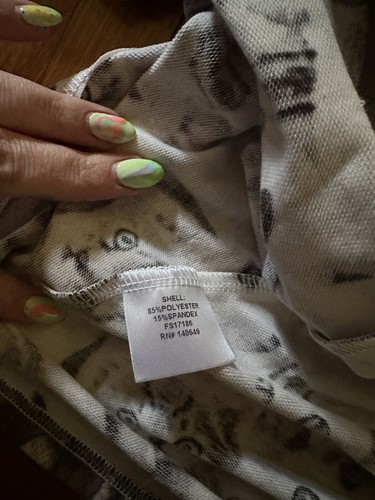 SHELL:
85%POLYESTER
15%SPANDEX
FS17186
RN# 140649